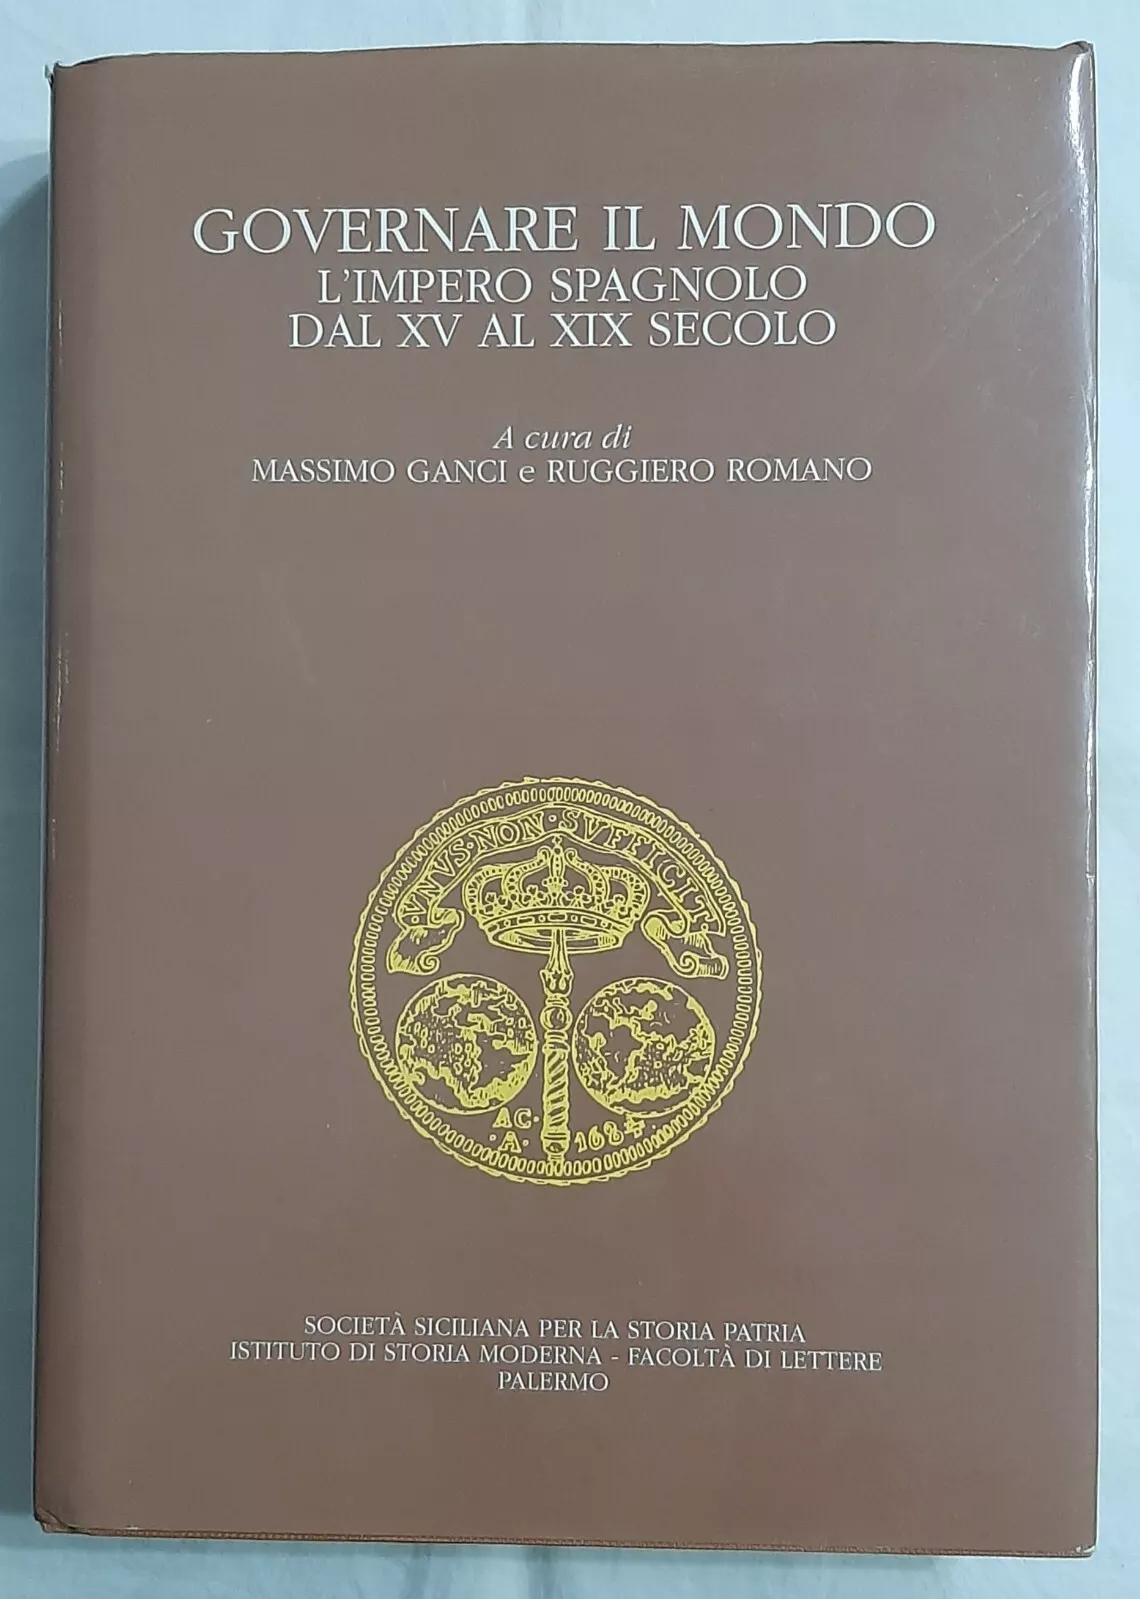 GOVERNARE IL MONDO
L'IMPERO SPAGNOLO
DAL XV AL XIX SECOLO
A cura di
MASSIMO GANCI e RUGGIERO ROMANO
·VNVS·NON·SVFFICIT·
AC·
·A· 1684
SOCIETÀ SICILIANA PER LA STORIA PATRIA
ISTITUTO DI STORIA MODERNA - FACOLTÀ DI LETTERE
PALERMO